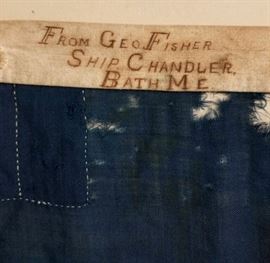 FROM GEO. FISHER
SHIP CHANDLER.
BATH ME